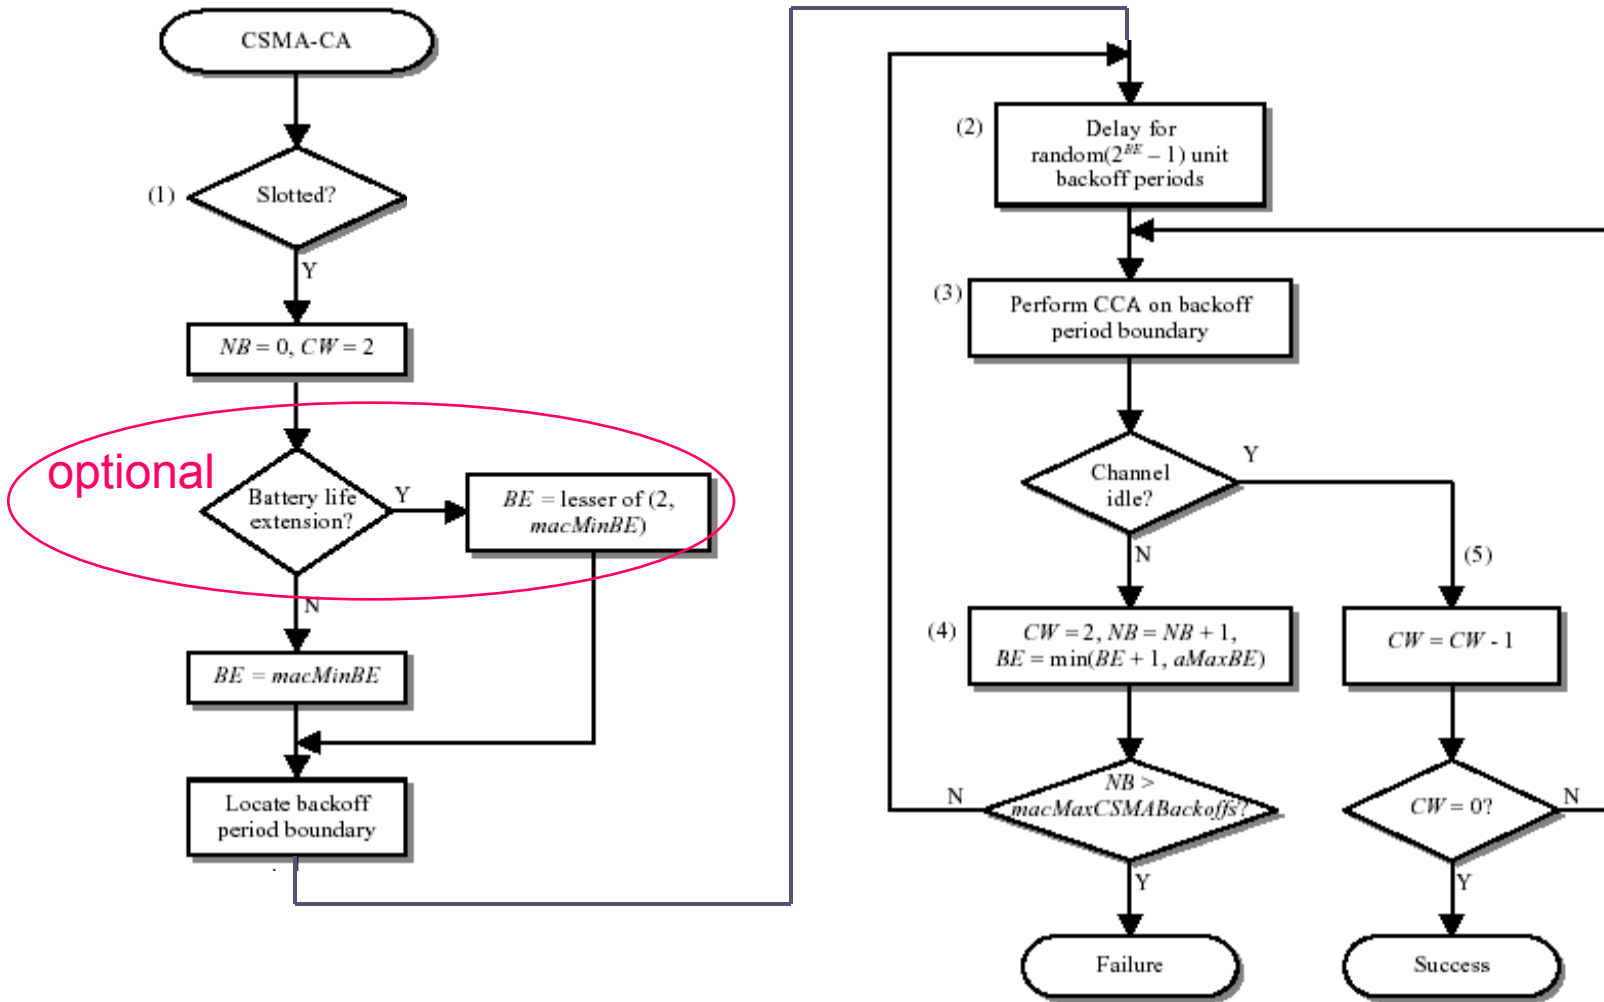 CSMA-CA
(1)
Slotted?
Y
NB = 0, CW = 2
optional
Battery life
extension?
Y
BE = lesser of (2,
macMinBE)
N
BE = macMinBE
Locate backoff
period boundary
(2)
Delay for
random(2^BE – 1) unit
backoff periods
(3)
Perform CCA on backoff
period boundary
Channel
idle?
Y
N
(4)
CW = 2, NB = NB + 1,
BE = min(BE + 1, aMaxBE)
(5)
CW = CW - 1
NB >
macMaxCSMABackoffs?
N
Y
CW = 0?
N
Y
Failure
Success